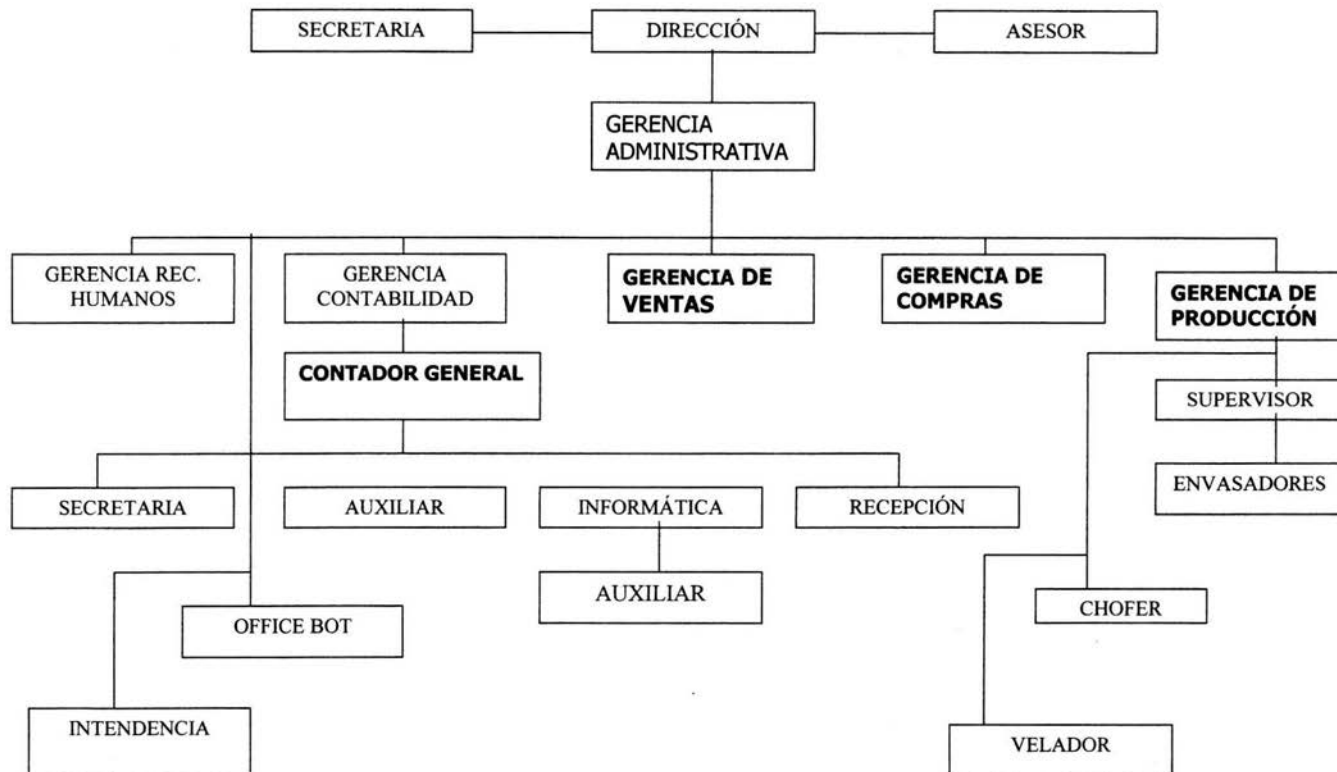 SECRETARIA
DIRECCIÓN
ASESOR
GERENCIA
ADMINISTRATIVA
GERENCIA REC.
HUMANOS
GERENCIA
CONTABILIDAD
GERENCIA DE
VENTAS
GERENCIA DE
COMPRAS
GERENCIA DE
PRODUCCIÓN
CONTADOR GENERAL
SUPERVISOR
ENVASADORES
SECRETARIA
AUXILIAR
INFORMÁTICA
RECEPCIÓN
AUXILIAR
CHOFER
OFFICE BOT
INTENDENCIA
VELADOR